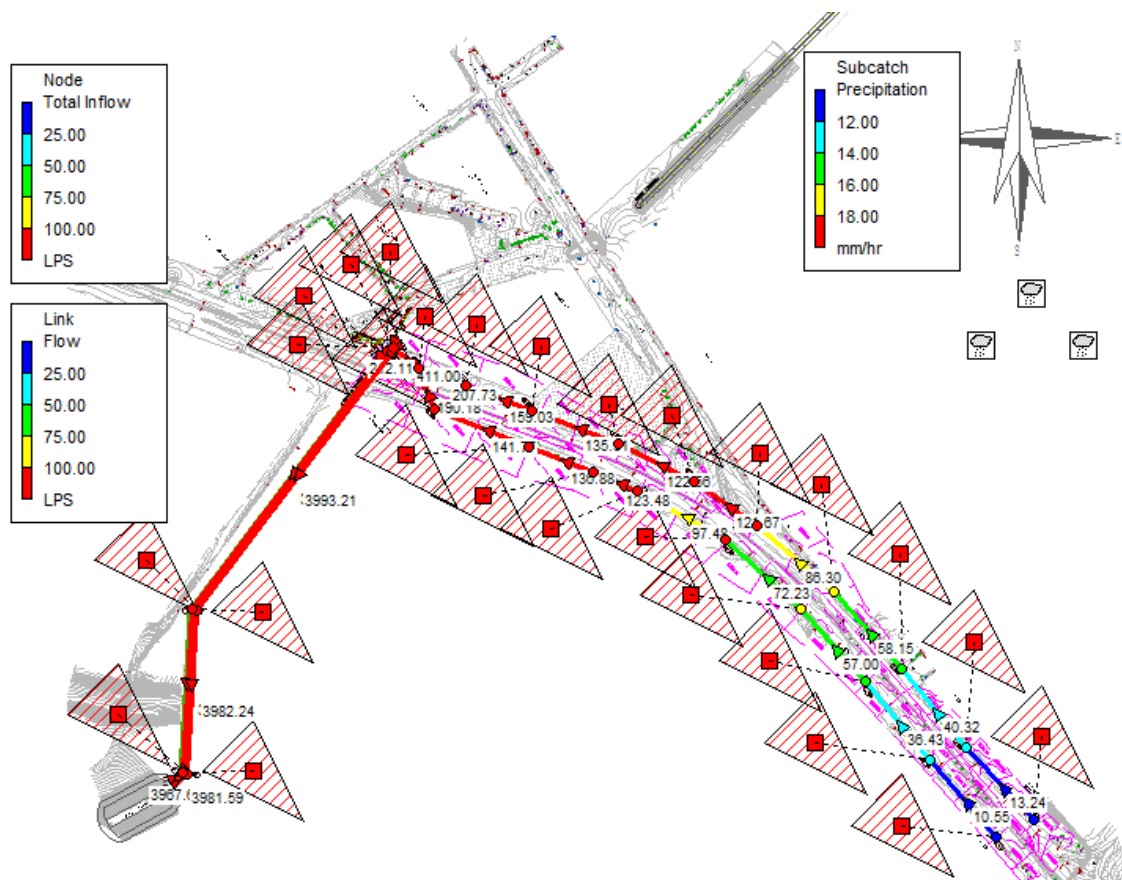 Node
Total Inflow
25.00
50.00
75.00
100.00
LPS
Link
Flow
25.00
50.00
75.00
100.00
LPS
Subcatch
Precipitation
12.00
14.00
16.00
18.00
mm/hr
N
E
S
411.00
207.73
190.18
159.03
141.7
135.
130.88
123.48
97.48
86.30
72.23
58.15
57.00
40.32
36.43
13.24
10.55
3993.21
3982.24
3981.59